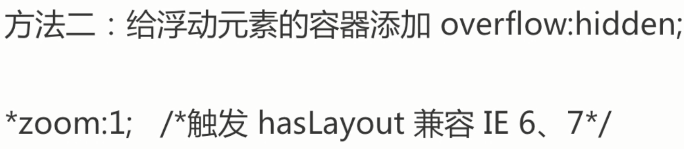 方法二：给浮动元素的容器添加 overflow:hidden;
*zoom:1; /*触发 hasLayout 兼容 IE 6、7*/